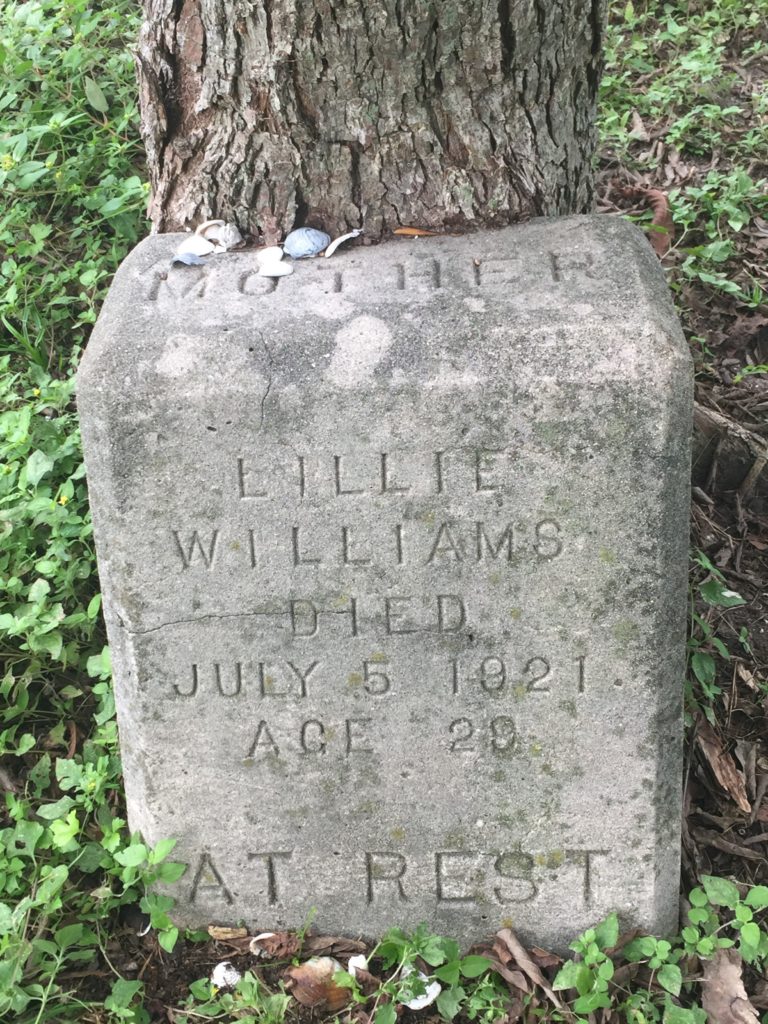 MOTHER
LILLIE
WILLIAMS
DIED
JULY 5 1921
AGE 29
AT REST